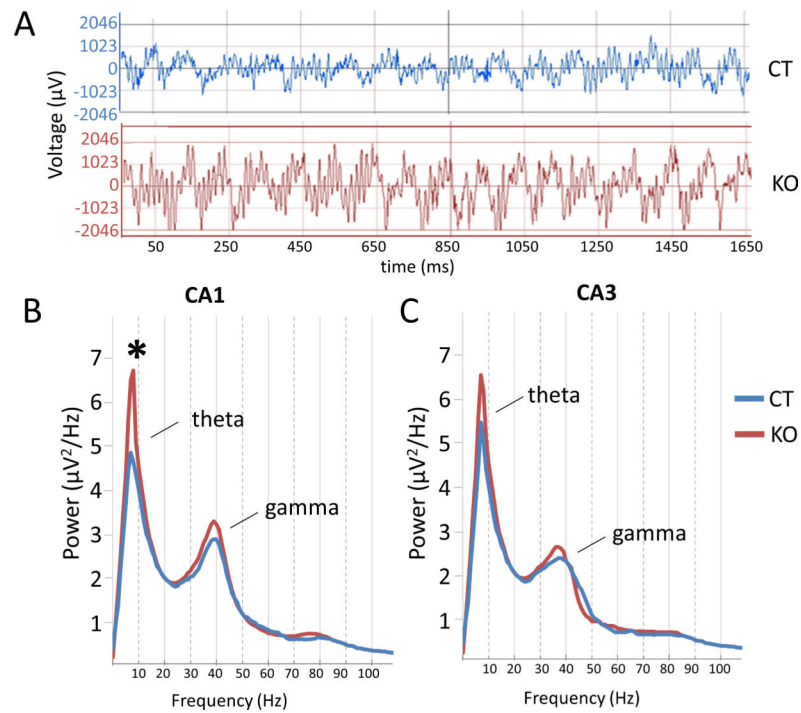 A
Voltage (μV)
2046
1023
0
-1023
-2046
CT
2046
1023
0
-1023
-2046
KO
50 250 450 650 850 1050 1250 1450 1650
time (ms)
B
CA1
Power (μV²/Hz)
7
6
5
4
3
2
1
*
theta
gamma
10 20 30 40 50 60 70 80 90 100
Frequency (Hz)
C
CA3
Power (μV²/Hz)
7
6
5
4
3
2
1
theta
gamma
10 20 30 40 50 60 70 80 90 100
Frequency (Hz)
CT
KO